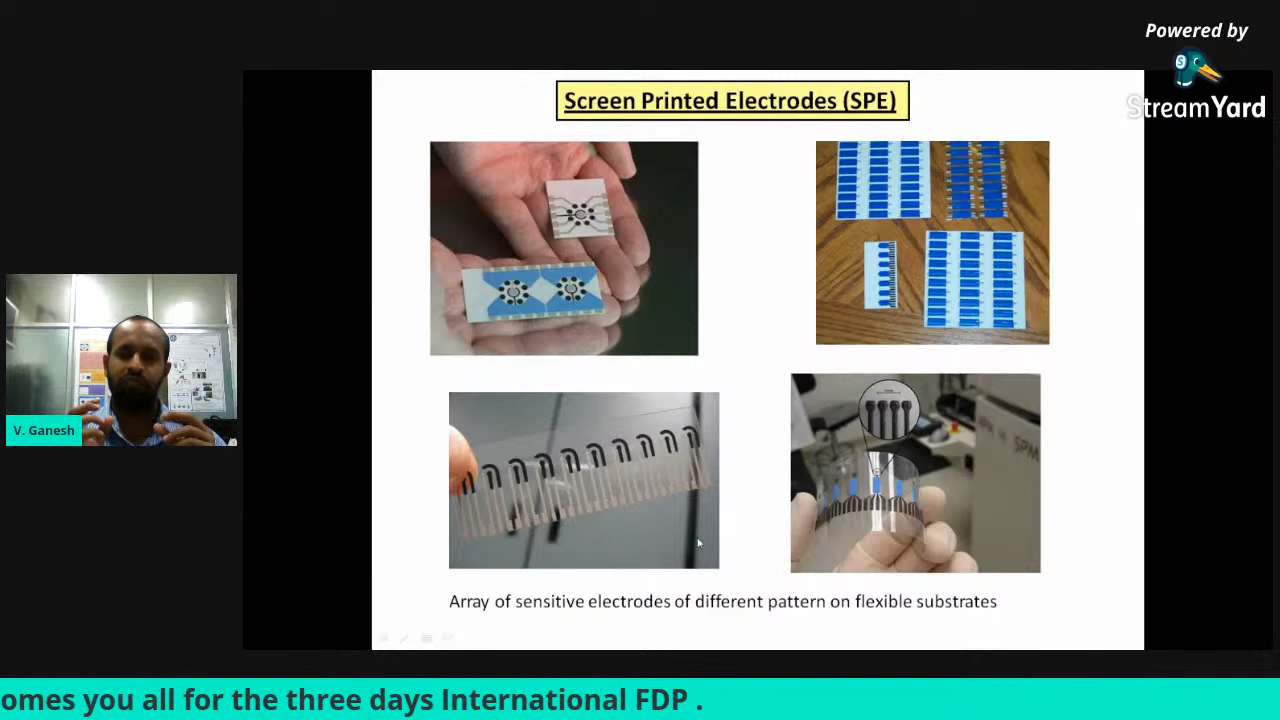 Powered by
StreamYard
Screen Printed Electrodes (SPE)
SPM
V. Ganesh
Array of sensitive electrodes of different pattern on flexible substrates
omes you all for the three days International FDP .